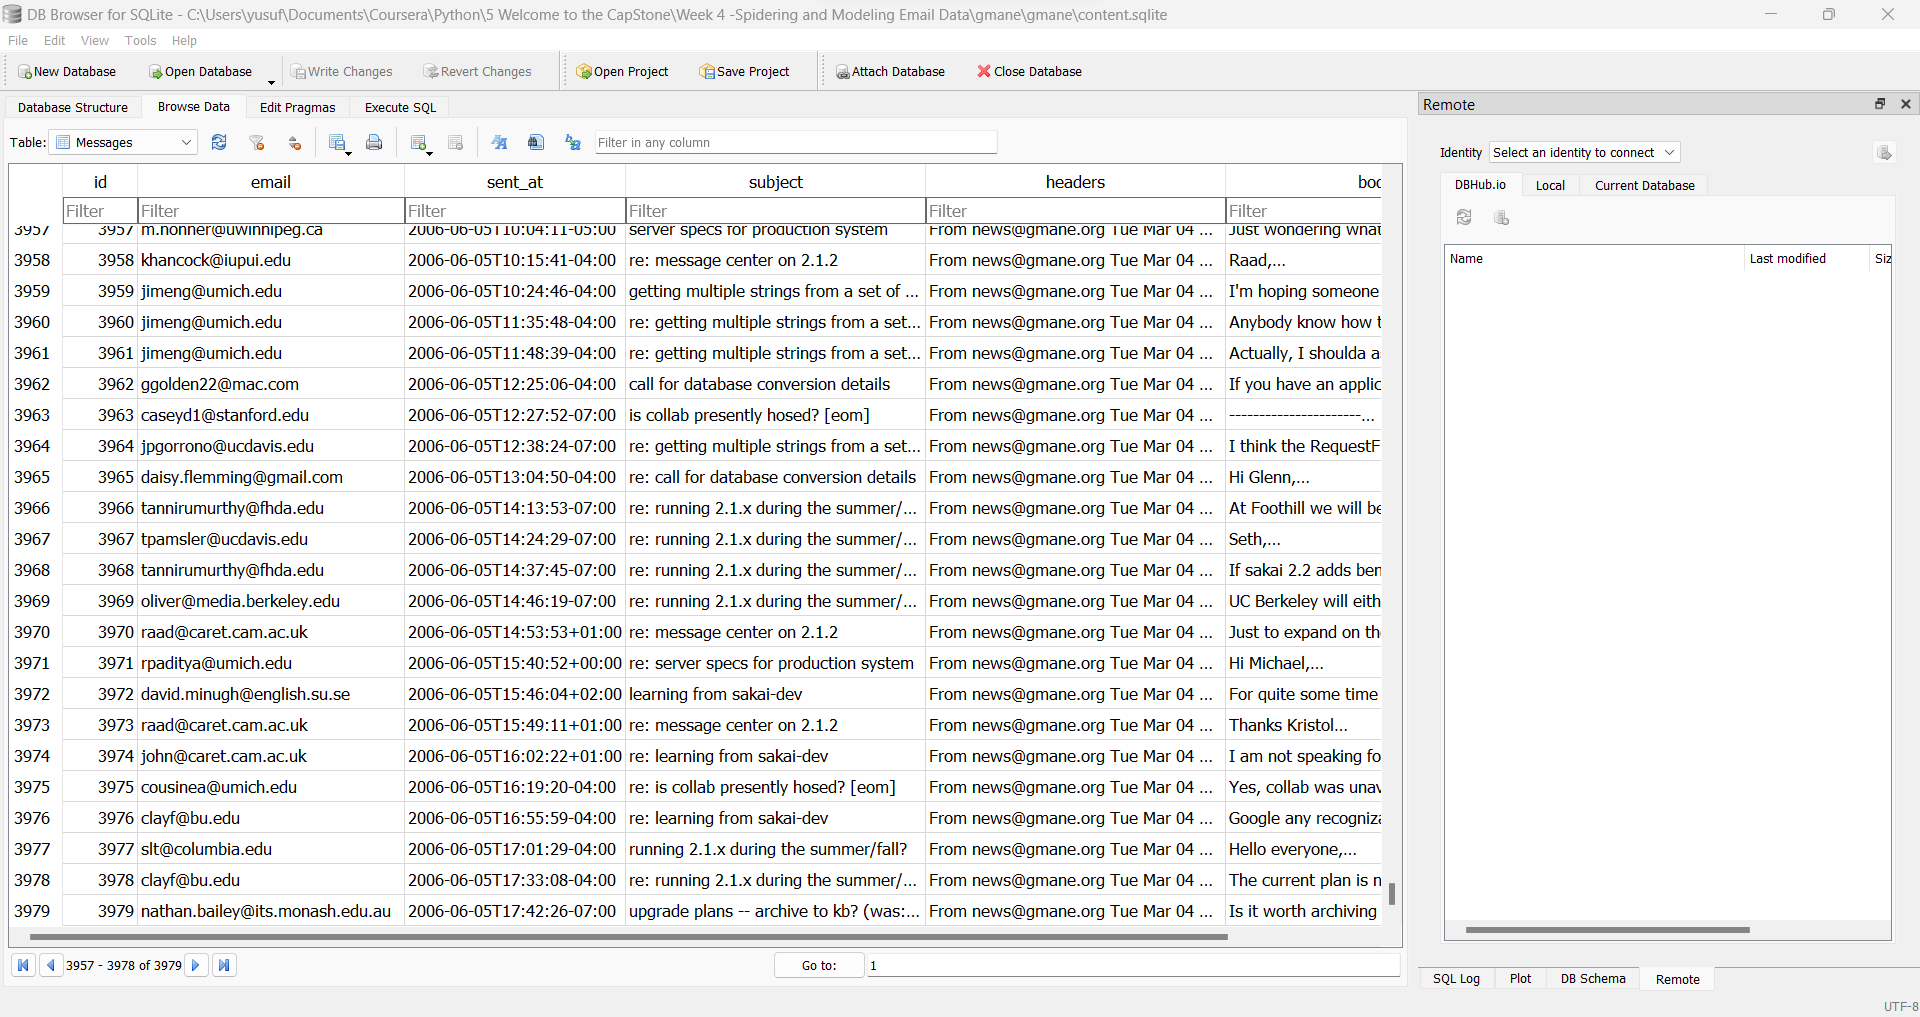 DB Browser for SQLite - C:\Users\yusuf\Documents\Coursera\Python\5 Welcome to the CapStone\Week 4 -Spidering and Modeling Email Data\gmane\gmane\content.sqlite
File Edit View Tools Help
New Database Open Database Write Changes Revert Changes Open Project Save Project Attach Database Close Database
Database Structure Browse Data Edit Pragmas Execute SQL
Table: Messages Filter in any column
id email sent_at subject headers
Filter Filter Filter Filter Filter Filter
3957 3957 m.honner@uwinnipeg.ca 2006-06-05T10:04:11-05:00 server specs for production system From news@gmane.org Tue Mar 04 ... Just wondering what
3958 3958 khancock@iupui.edu 2006-06-05T10:15:41-04:00 re: message center on 2.1.2 From news@gmane.org Tue Mar 04 ... Raad,...
3959 3959 jimeng@umich.edu 2006-06-05T10:24:46-04:00 getting multiple strings from a set of ... From news@gmane.org Tue Mar 04 ... I'm hoping someone
3960 3960 jimeng@umich.edu 2006-06-05T11:35:48-04:00 re: getting multiple strings from a set... From news@gmane.org Tue Mar 04 ... Anybody know how t
3961 3961 jimeng@umich.edu 2006-06-05T11:48:39-04:00 re: getting multiple strings from a set... From news@gmane.org Tue Mar 04 ... Actually, I shoulda a
3962 3962 ggolden22@mac.com 2006-06-05T12:25:06-04:00 call for database conversion details From news@gmane.org Tue Mar 04 ... If you have an applic
3963 3963 caseyd1@stanford.edu 2006-06-05T12:27:52-07:00 is collab presently hosed? [eom] From news@gmane.org Tue Mar 04 ... ----------------------...
3964 3964 jpgorrono@ucdavis.edu 2006-06-05T12:38:24-07:00 re: getting multiple strings from a set... From news@gmane.org Tue Mar 04 ... I think the RequestF
3965 3965 daisy.flemming@gmail.com 2006-06-05T13:04:50-04:00 re: call for database conversion details From news@gmane.org Tue Mar 04 ... Hi Glenn,...
3966 3966 tannirumurthy@fhda.edu 2006-06-05T14:13:53-07:00 re: running 2.1.x during the summer/... From news@gmane.org Tue Mar 04 ... At Foothill we will be
3967 3967 tpamsler@ucdavis.edu 2006-06-05T14:24:29-07:00 re: running 2.1.x during the summer/... From news@gmane.org Tue Mar 04 ... Seth,...
3968 3968 tannirumurthy@fhda.edu 2006-06-05T14:37:45-07:00 re: running 2.1.x during the summer/... From news@gmane.org Tue Mar 04 ... If sakai 2.2 adds ben
3969 3969 oliver@media.berkeley.edu 2006-06-05T14:46:19-07:00 re: running 2.1.x during the summer/... From news@gmane.org Tue Mar 04 ... UC Berkeley will eith
3970 3970 raad@caret.cam.ac.uk 2006-06-05T14:53:53+01:00 re: message center on 2.1.2 From news@gmane.org Tue Mar 04 ... Just to expand on th
3971 3971 rpaditya@umich.edu 2006-06-05T15:40:52+00:00 re: server specs for production system From news@gmane.org Tue Mar 04 ... Hi Michael,...
3972 3972 david.minugh@english.su.se 2006-06-05T15:46:04+02:00 learning from sakai-dev From news@gmane.org Tue Mar 04 ... For quite some time
3973 3973 raad@caret.cam.ac.uk 2006-06-05T15:49:11+01:00 re: message center on 2.1.2 From news@gmane.org Tue Mar 04 ... Thanks Kristol...
3974 3974 john@caret.cam.ac.uk 2006-06-05T16:02:22+01:00 re: learning from sakai-dev From news@gmane.org Tue Mar 04 ... I am not speaking fo
3975 3975 cousinea@umich.edu 2006-06-05T16:19:20-04:00 re: is collab presently hosed? [eom] From news@gmane.org Tue Mar 04 ... Yes, collab was unav
3976 3976 clayf@bu.edu 2006-06-05T16:55:59-04:00 re: learning from sakai-dev From news@gmane.org Tue Mar 04 ... Google any recogniza
3977 3977 slt@columbia.edu 2006-06-05T17:01:29-04:00 running 2.1.x during the summer/fall? From news@gmane.org Tue Mar 04 ... Hello everyone,...
3978 3978 clayf@bu.edu 2006-06-05T17:33:08-04:00 re: running 2.1.x during the summer/... From news@gmane.org Tue Mar 04 ... The current plan is n
3979 3979 nathan.bailey@its.monash.edu.au 2006-06-05T17:42:26-07:00 upgrade plans -- archive to kb? (was:... From news@gmane.org Tue Mar 04 ... Is it worth archiving
3957 - 3978 of 3979 Go to: 1
Remote
Identity Select an identity to connect
DBHub.io Local Current Database
Name Last modified Siz
SQL Log Plot DB Schema Remote
UTF-8